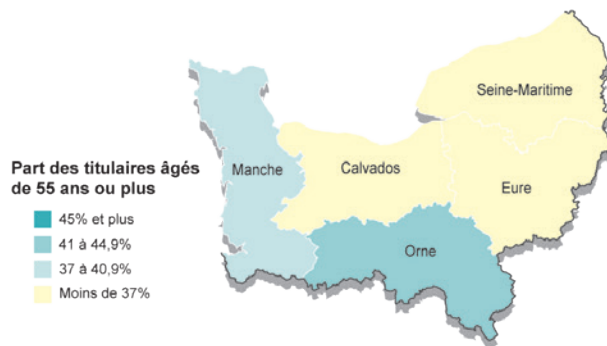 Seine-Maritime
Manche
Calvados
Eure
Orne
Part des titulaires âgés
de 55 ans ou plus
45% et plus
41 à 44,9%
37 à 40,9%
Moins de 37%